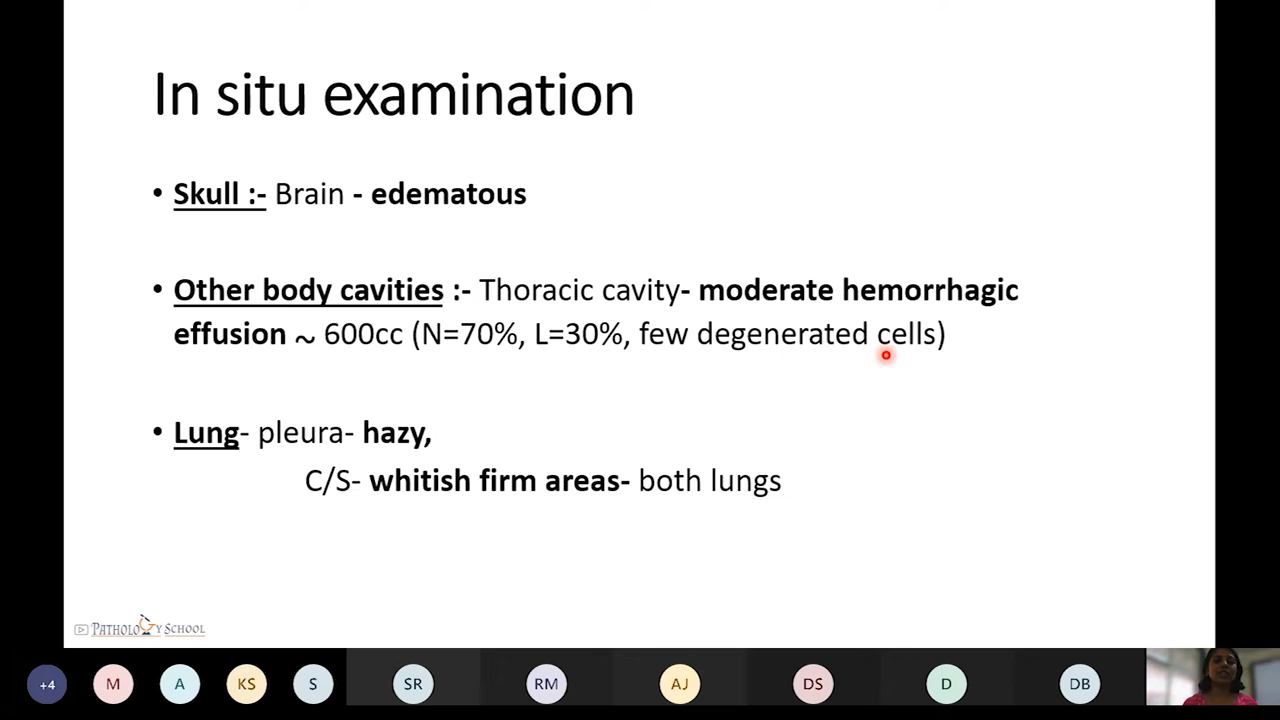 In situ examination
• Skull :- Brain - edematous
• Other body cavities :- Thoracic cavity- moderate hemorrhagic
effusion ~ 600cc (N=70%, L=30%, few degenerated cells)
• Lung- pleura- hazy,
C/S- whitish firm areas- both lungs
PATHOLOGY SCHOOL
+4 M A KS S SR RM AJ DS D DB